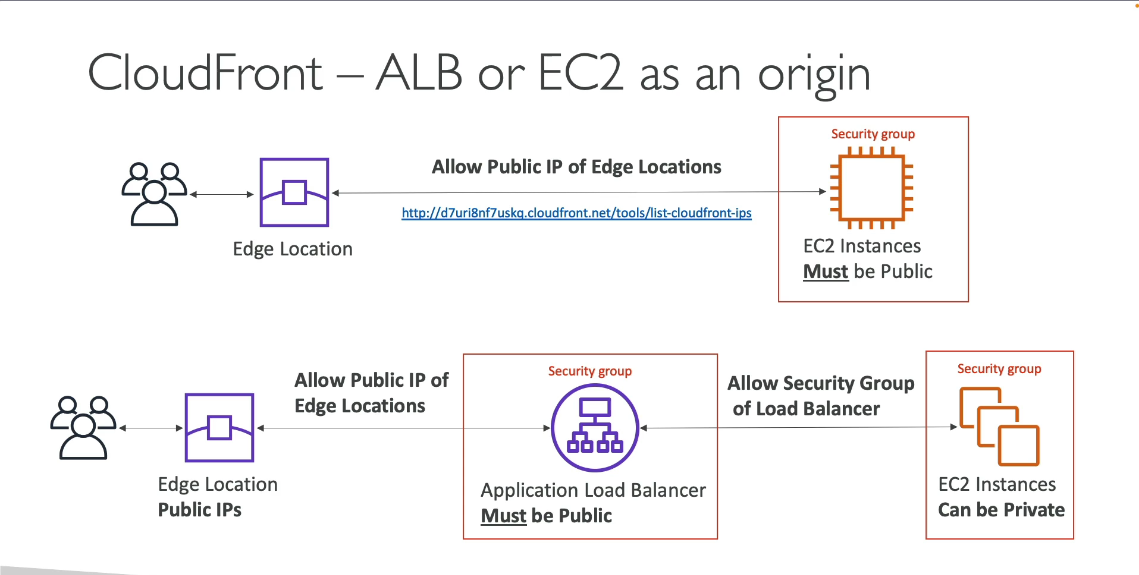 CloudFront – ALB or EC2 as an origin
Security group
Allow Public IP of Edge Locations
http://d7uri8nf7uskq.cloudfront.net/tools/list-cloudfront-ips
Edge Location
EC2 Instances
Must be Public
Security group
Allow Public IP of
Edge Locations
Security group
Allow Security Group
of Load Balancer
Edge Location
Public IPs
Application Load Balancer
Must be Public
EC2 Instances
Can be Private